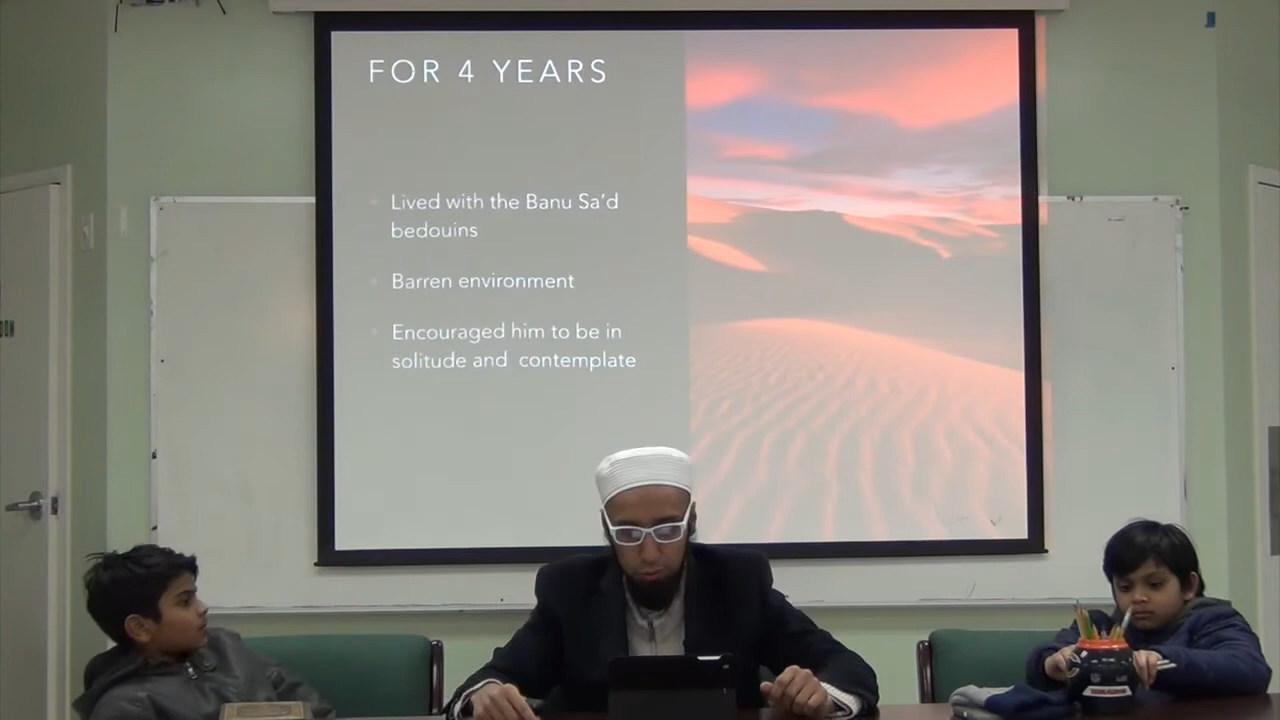 FOR 4 YEARS
Lived with the Banu Sa’d
bedouins
Barren environment
Encouraged him to be in
solitude and contemplate